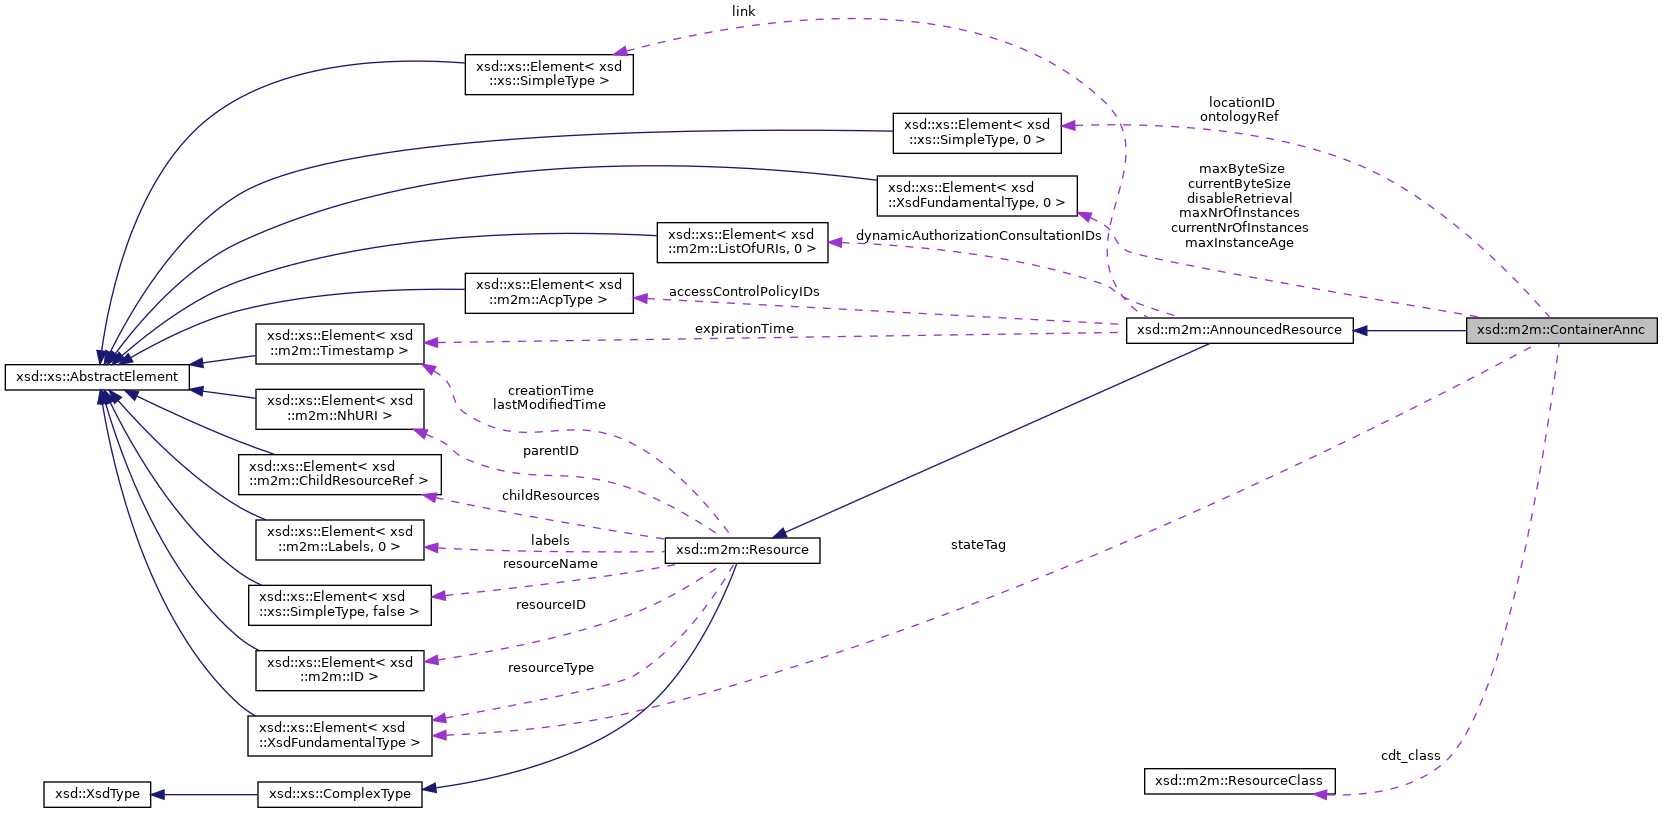 link
xsd::xs::Element< xsd
::xs::SimpleType >
locationID
ontologyRef
xsd::xs::Element< xsd
::xs::SimpleType, 0 >
maxByteSize
currentByteSize
disableRetrieval
maxNrOfInstances
currentNrOfInstances
maxInstanceAge
xsd::xs::Element< xsd
::XsdFundamentalType, 0 >
xsd::xs::Element< xsd
::m2m::ListOfURIs, 0 >
dynamicAuthorizationConsultationIDs
xsd::xs::Element< xsd
::m2m::AcpType >
accessControlPolicyIDs
xsd::xs::Element< xsd
::m2m::Timestamp >
expirationTime
xsd::m2m::AnnouncedResource
xsd::m2m::ContainerAnnc
xsd::xs::AbstractElement
xsd::xs::Element< xsd
::m2m::NhURI >
creationTime
lastModifiedTime
parentID
xsd::xs::Element< xsd
::m2m::ChildResourceRef >
childResources
xsd::xs::Element< xsd
::m2m::Labels, 0 >
labels
xsd::m2m::Resource
stateTag
resourceName
xsd::xs::Element< xsd
::xs::SimpleType, false >
resourceID
xsd::xs::Element< xsd
::m2m::ID >
resourceType
xsd::xs::Element< xsd
::XsdFundamentalType >
cdt_class
xsd::m2m::ResourceClass
xsd::XsdType
xsd::xs::ComplexType